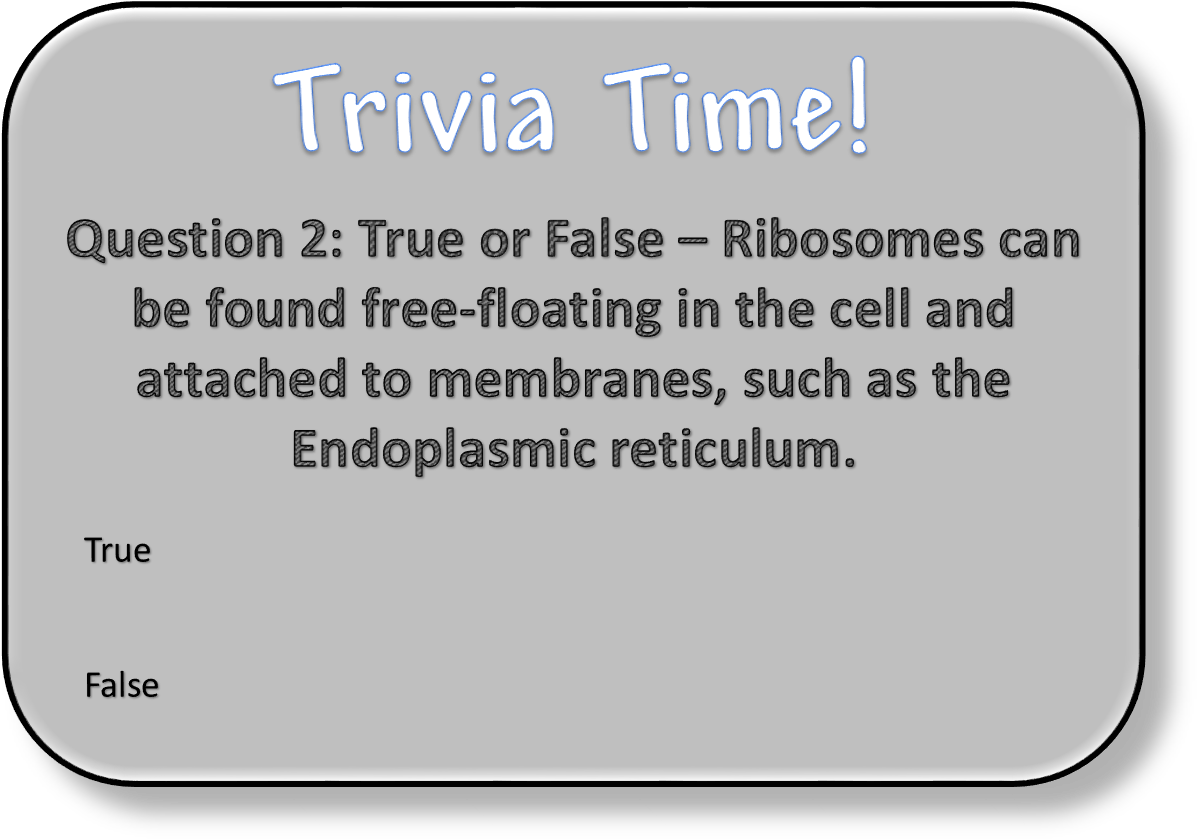 Trivia Time!
Question 2: True or False – Ribosomes can
be found free-floating in the cell and
attached to membranes, such as the
Endoplasmic reticulum.
True
False